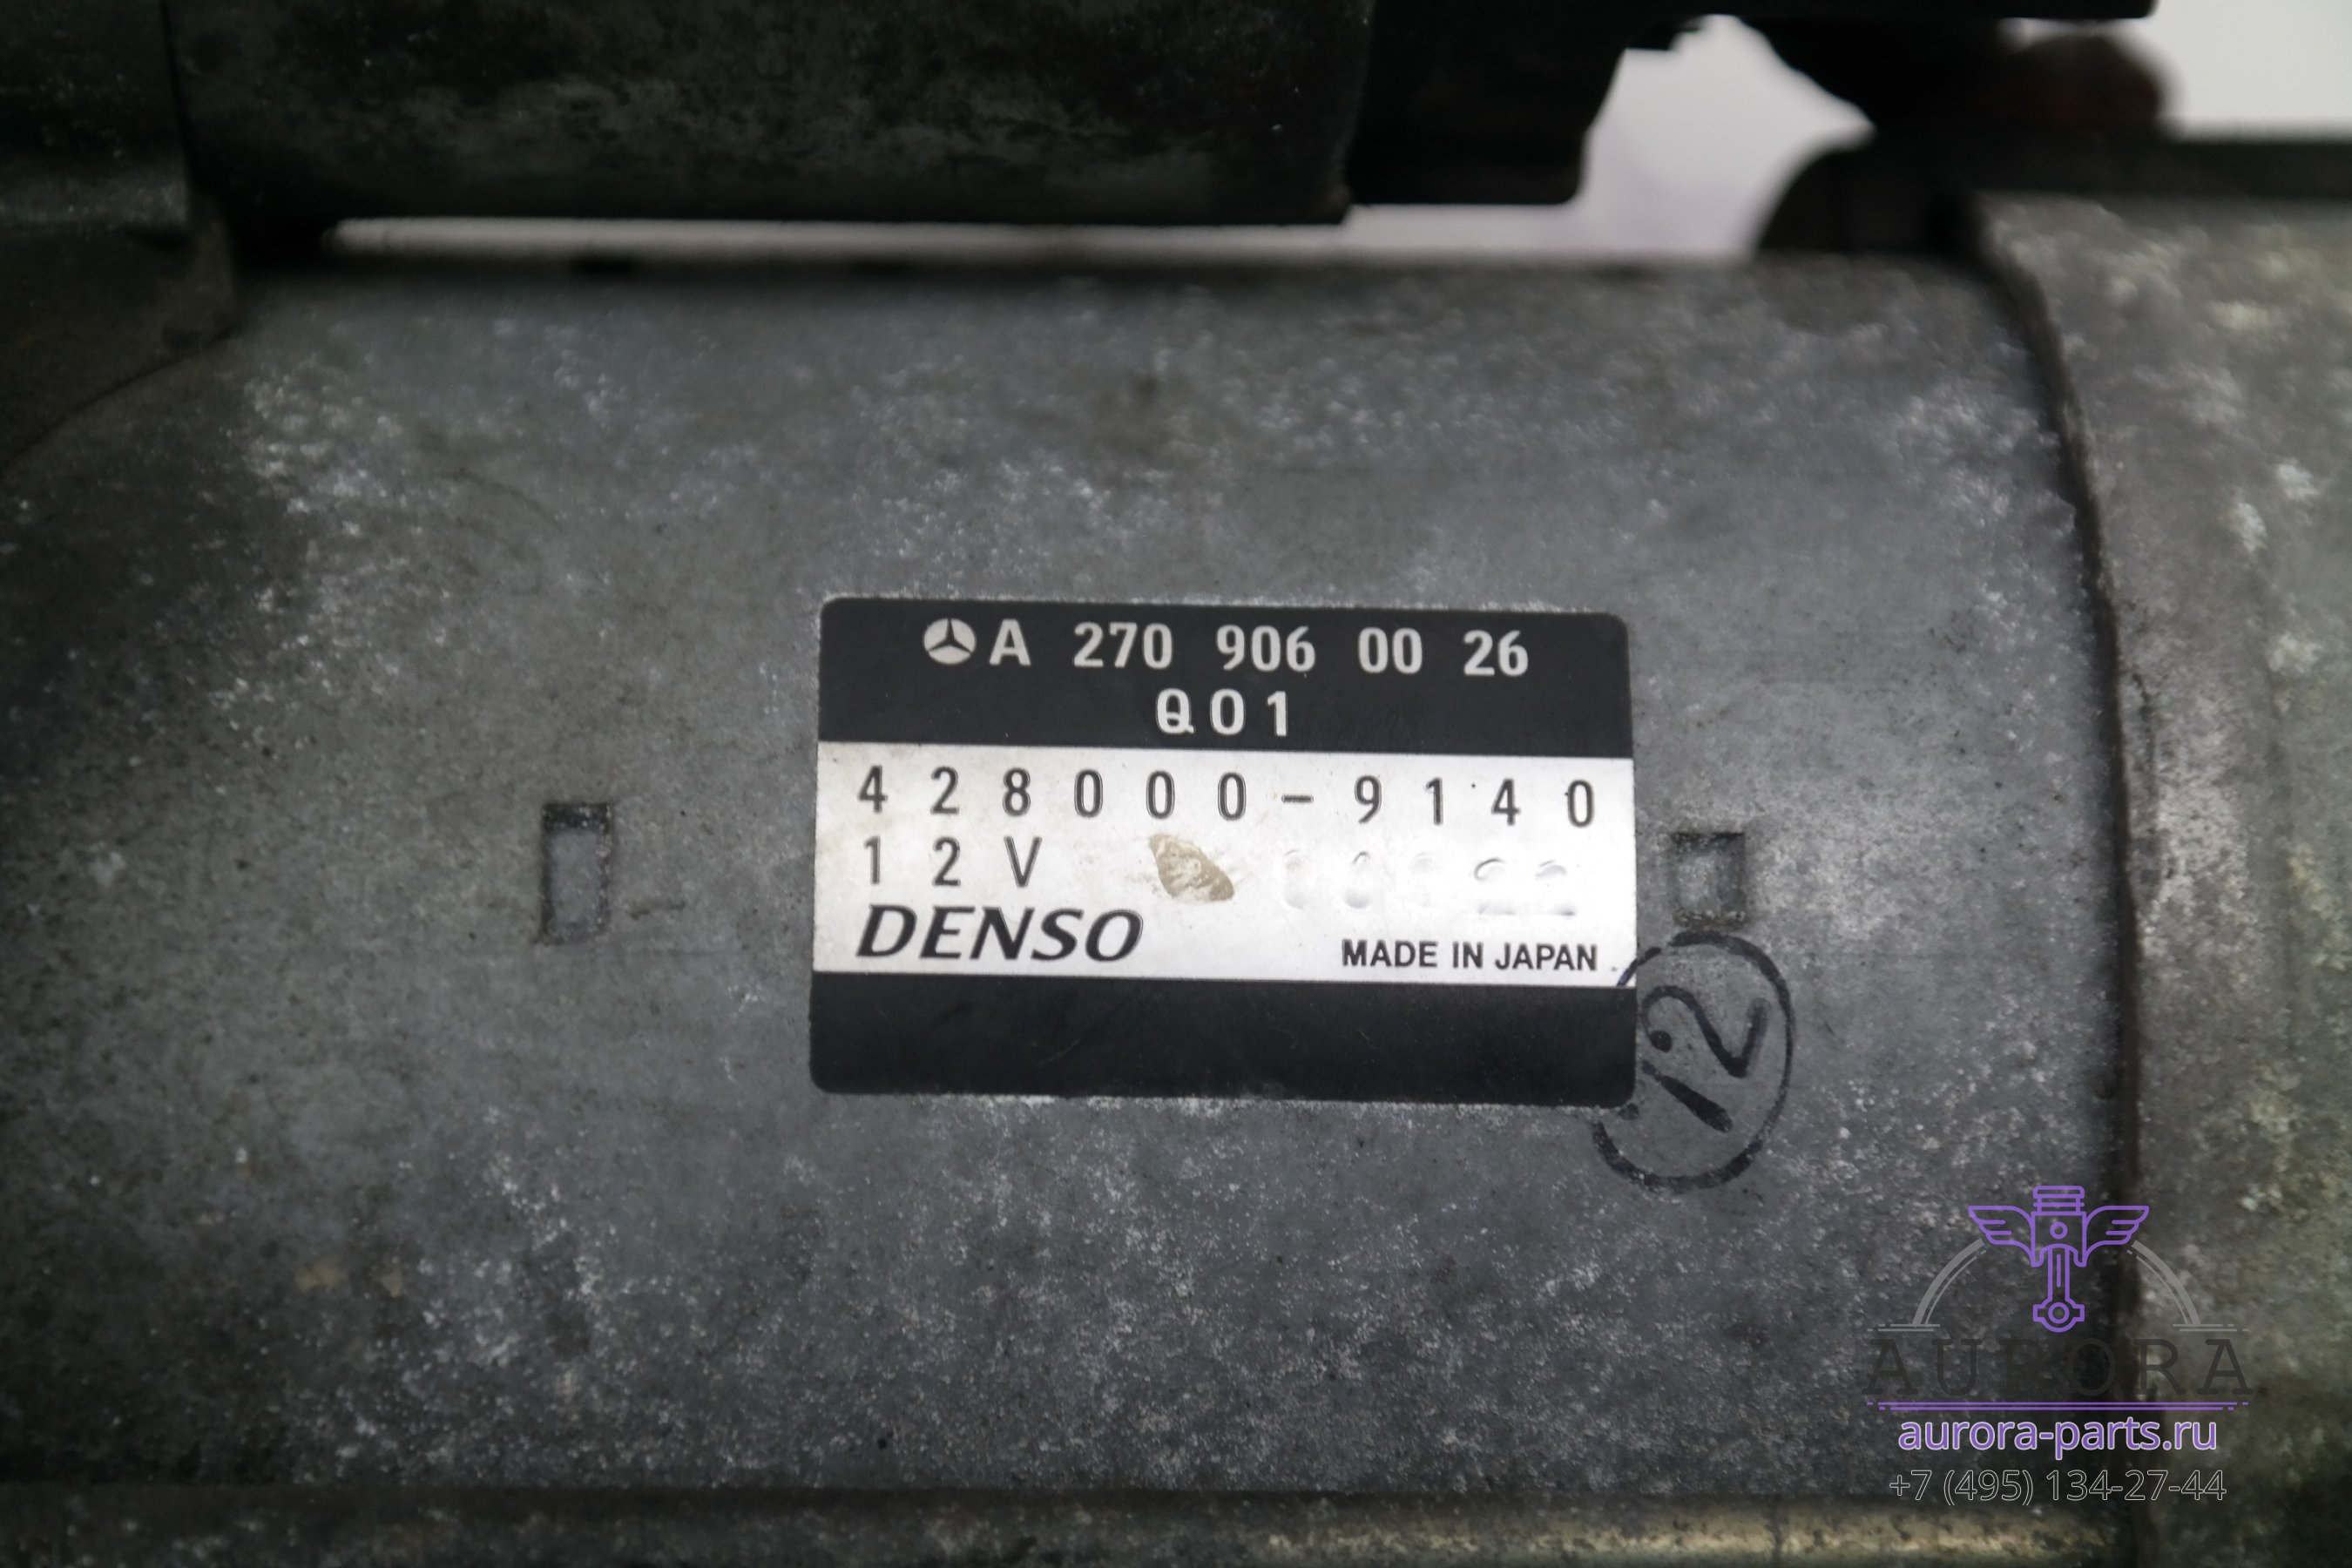 A 270 906 00 26
Q01
428000-9140
12V
DENSO
MADE IN JAPAN
12
AURORA
aurora-parts.ru
+7 (495) 134-27-44